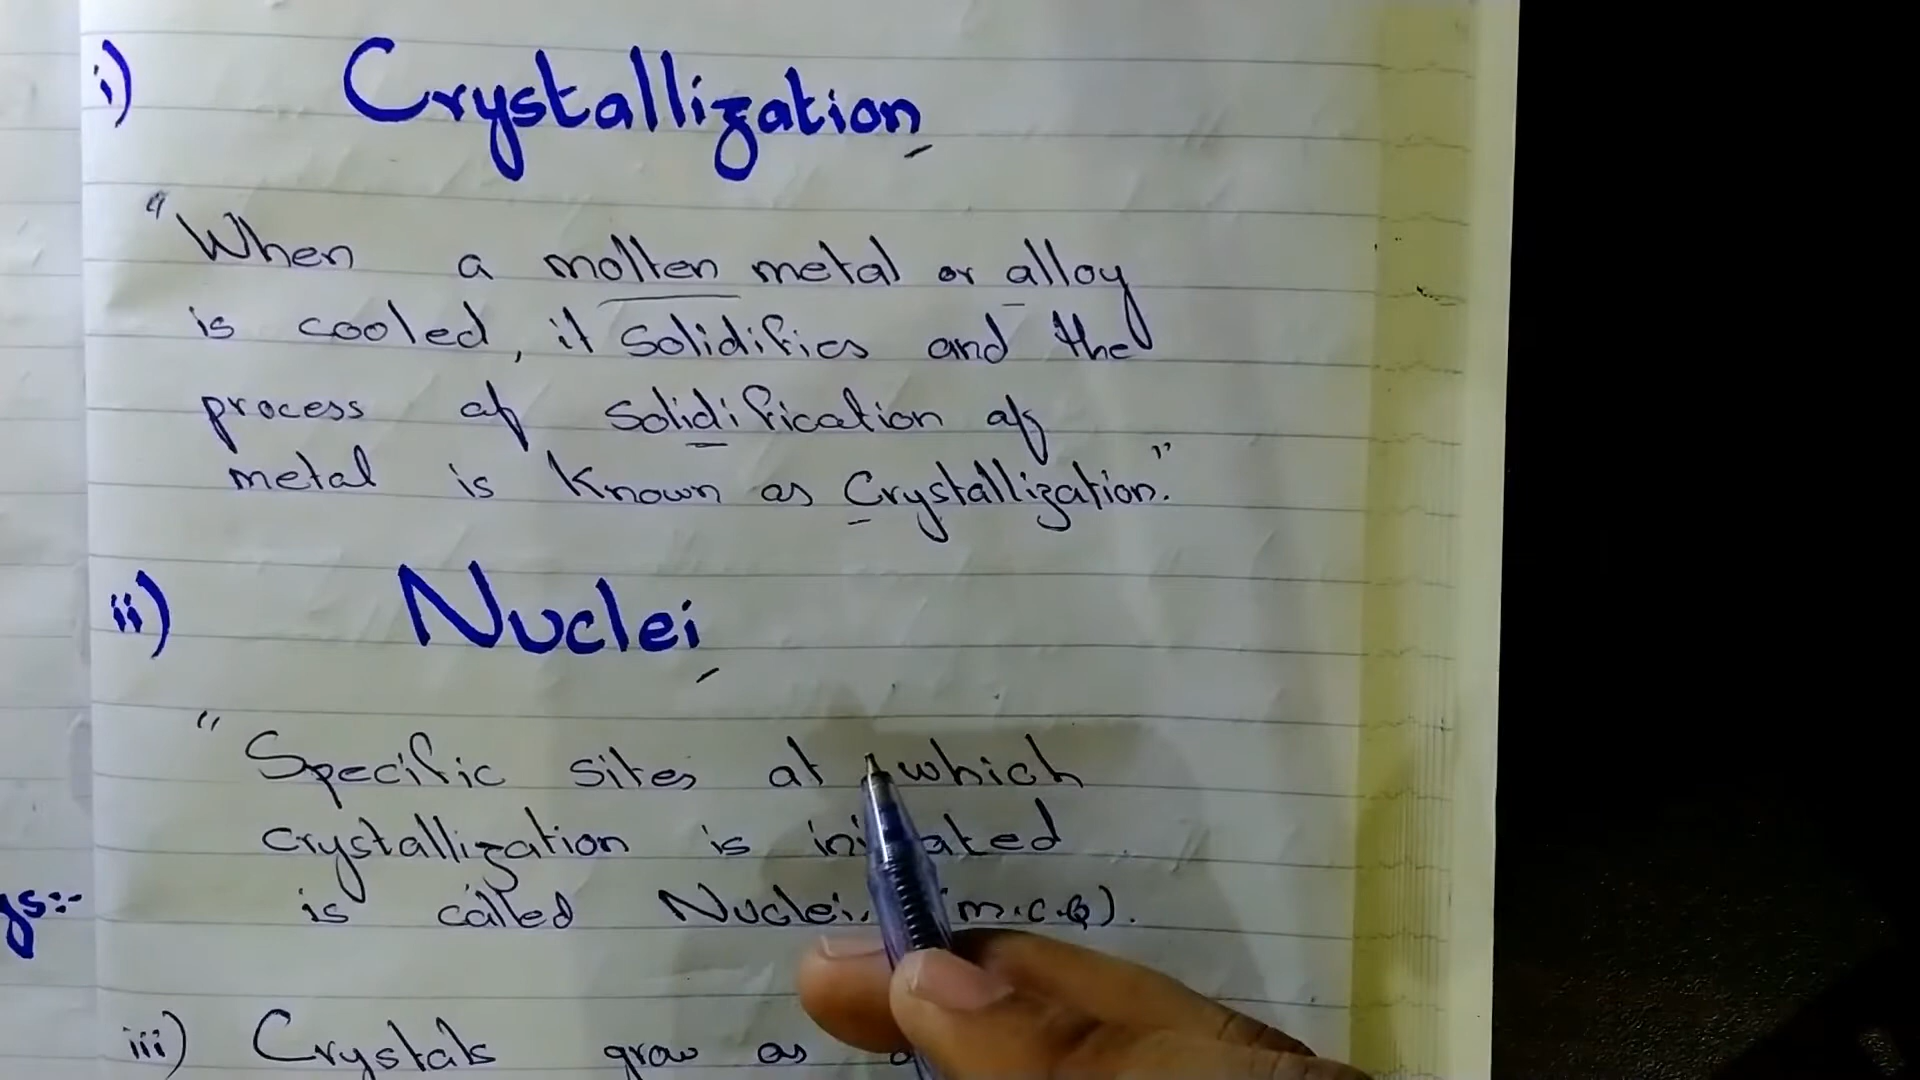 i) Crystallization
"When a molten metal or alloy
is cooled, it solidifies and the
process of solidification of
metal is known as Crystallization."
ii) Nuclei
"Specific sites at which
crystallization is initiated
is called Nuclei. (m.c.Q).
gs:-
iii) Crystals grow as